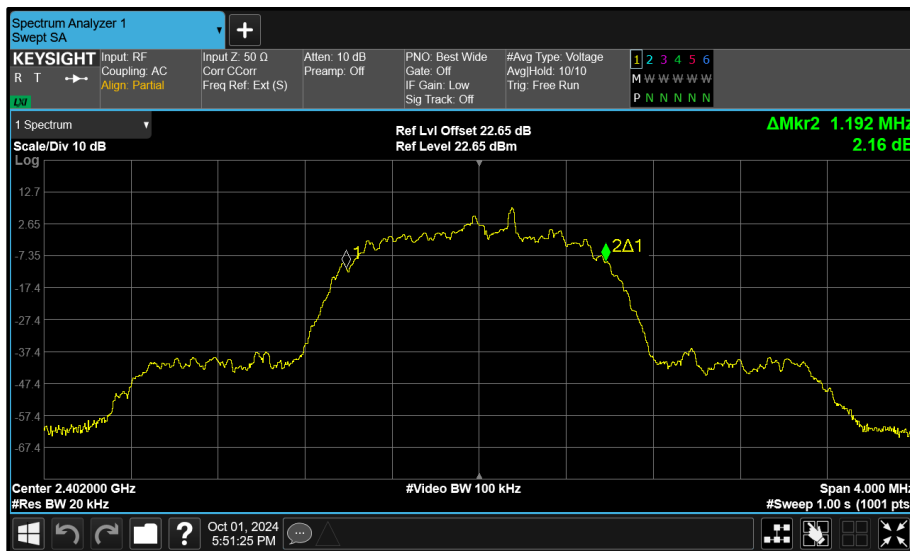 Spectrum Analyzer 1
Swept SA
+
KEYSIGHT
R T
LXI
Input: RF
Coupling: AC
Align: Partial
Input Z: 50 Ω
Corr CCorr
Freq Ref: Ext (S)
Atten: 10 dB
Preamp: Off
PNO: Best Wide
Gate: Off
IF Gain: Low
Sig Track: Off
#Avg Type: Voltage
Avg|Hold: 10/10
Trig: Free Run
1 2 3 4 5 6
M W W W W W
P N N N N N
1 Spectrum
Scale/Div 10 dB
Ref Lvl Offset 22.65 dB
Ref Level 22.65 dBm
ΔMkr2 1.192 MHz
2.16 dB
Log
12.7
2.65
-7.35
-17.4
-27.4
-37.4
-47.4
-57.4
-67.4
1
2Δ1
Center 2.402000 GHz
#Res BW 20 kHz
#Video BW 100 kHz
Span 4.000 MHz
#Sweep 1.00 s (1001 pts
?
Oct 01, 2024
5:51:25 PM